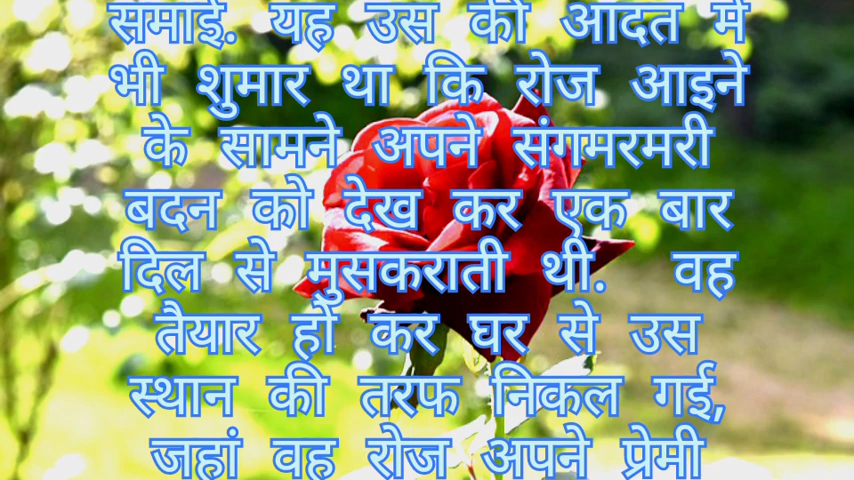 समाई. यह उस की आदत में
भी शुमार था कि रोज आइने
के सामने अपने संगमरमरी
बदन को देख कर एक बार
दिल से मुसकराती थी. वह
तैयार हो कर घर से उस
स्थान की तरफ निकल गई,
जहां वह रोज अपने प्रेमी